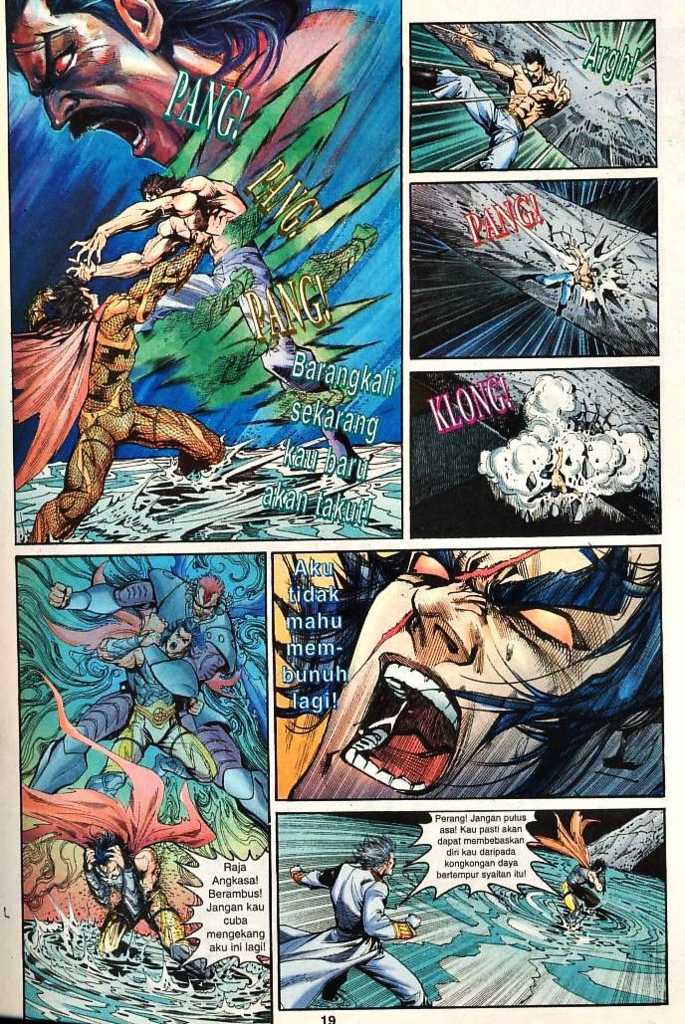 PANG!
PANG!
PANG!
Barangkali
sekarang
kau baru
akan takut!
Argh!
PANG!
KLONG!
Raja
Angkasa!
Berambus!
Jangan kau
cuba
mengekang
aku ini lagi!
Aku
tidak
mahu
mem-
bunuh
lagi!
Perang! Jangan putus
asa! Kau pasti akan
dapat membebaskan
diri kau daripada
kongkongan daya
bertempur syaitan itu!
19